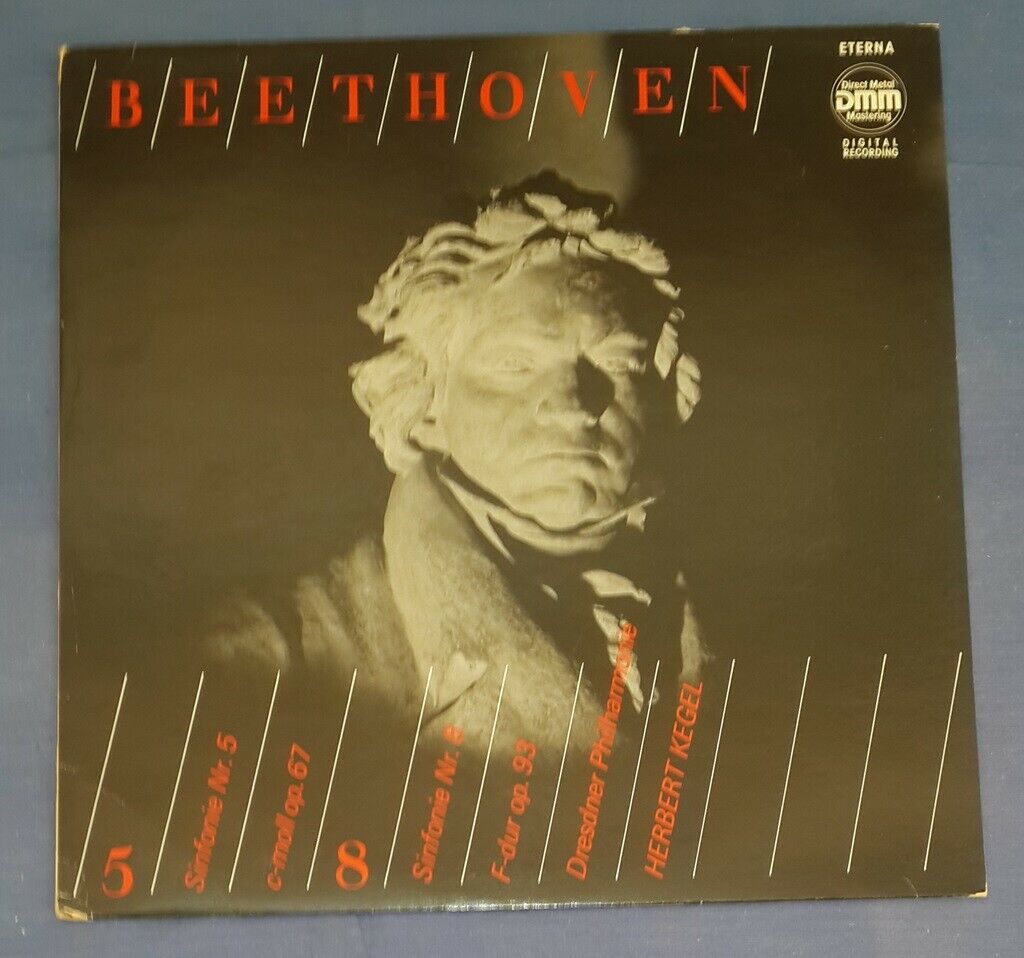 BEETHOVEN
ETERNA
Direct Metal
DMM
Mastering
DIGITAL
RECORDING
5
Sinfonie Nr. 5
c-moll op. 67
8
Sinfonie Nr. 8
F-dur op. 93
Dresdner Philharmonie
HERBERT KEGEL